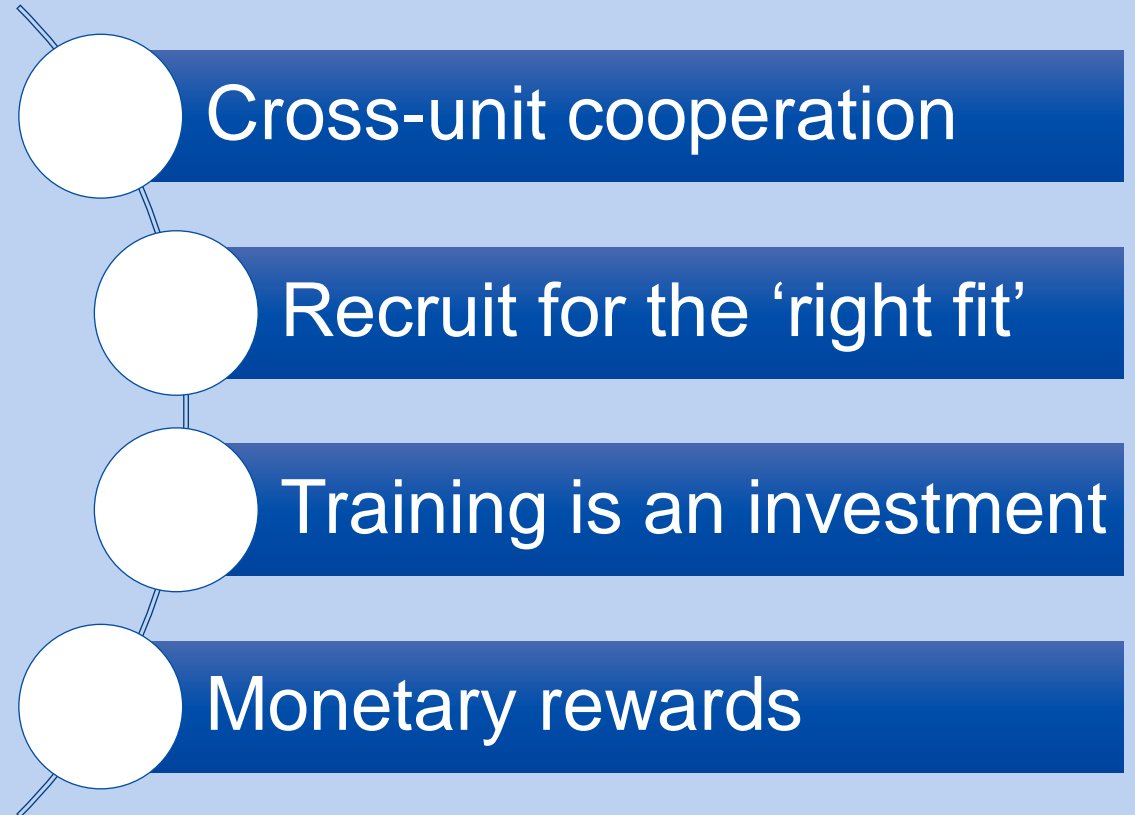 Cross-unit cooperation
Recruit for the ‘right fit’
Training is an investment
Monetary rewards